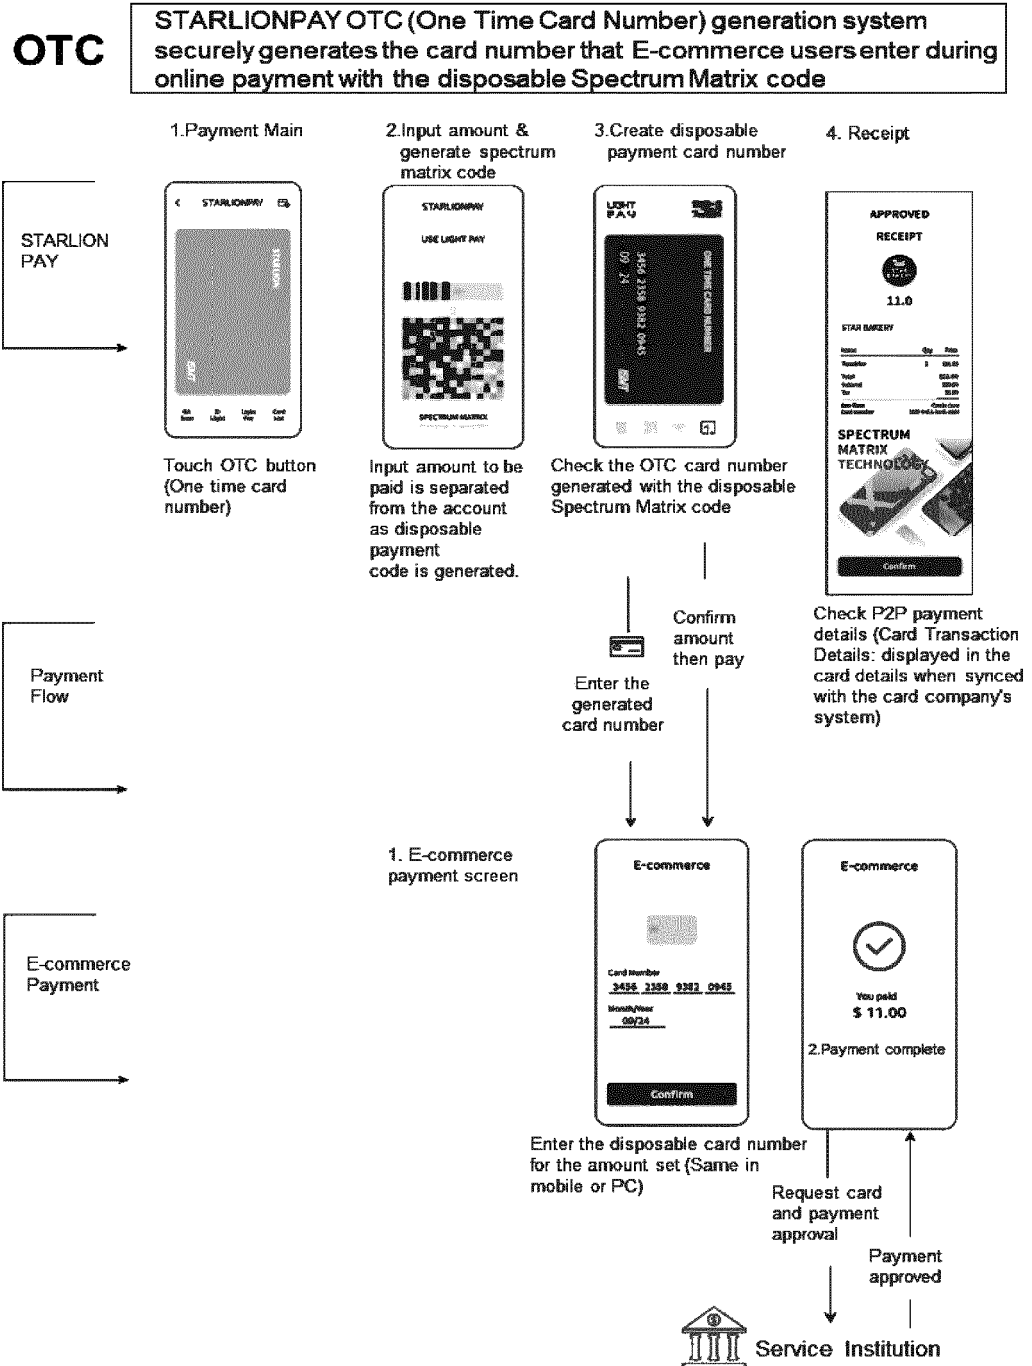 OTC
STARLIONPAY OTC (One Time Card Number) generation system
securely generates the card number that E-commerce users enter during
online payment with the disposable Spectrum Matrix code
1.Payment Main
2.Input amount &
generate spectrum
matrix code
3.Create disposable
payment card number
4. Receipt
STARLION
PAY
STARLIONPAY
STARLIONPAY
USE LIGHT PAY
SPECTRUM MATRIX
LIGHT
PAY
ONE TIME CARD NUMBER
3456 2358 9382 0945
09 24
APPROVED
RECEIPT
11.0
STAR BAKERY
Qty Price
Total
SPECTRUM
MATRIX
TECHNOLOGY
Confirm
Touch OTC button
(One time card
number)
Input amount to be
paid is separated
from the account
as disposable
payment
code is generated.
Check the OTC card number
generated with the disposable
Spectrum Matrix code
Check P2P payment
details (Card Transaction
Details: displayed in the
card details when synced
with the card company's
system)
Payment
Flow
Enter the
generated
card number
Confirm
amount
then pay
E-commerce
Payment
1. E-commerce
payment screen
E-commerce
Card Number
3456 2358 9382 0945
Month/Year
09/24
Confirm
E-commerce
You paid
$ 11.00
2.Payment complete
Enter the disposable card number
for the amount set (Same in
mobile or PC)
Request card
and payment
approval
Payment
approved
Service Institution